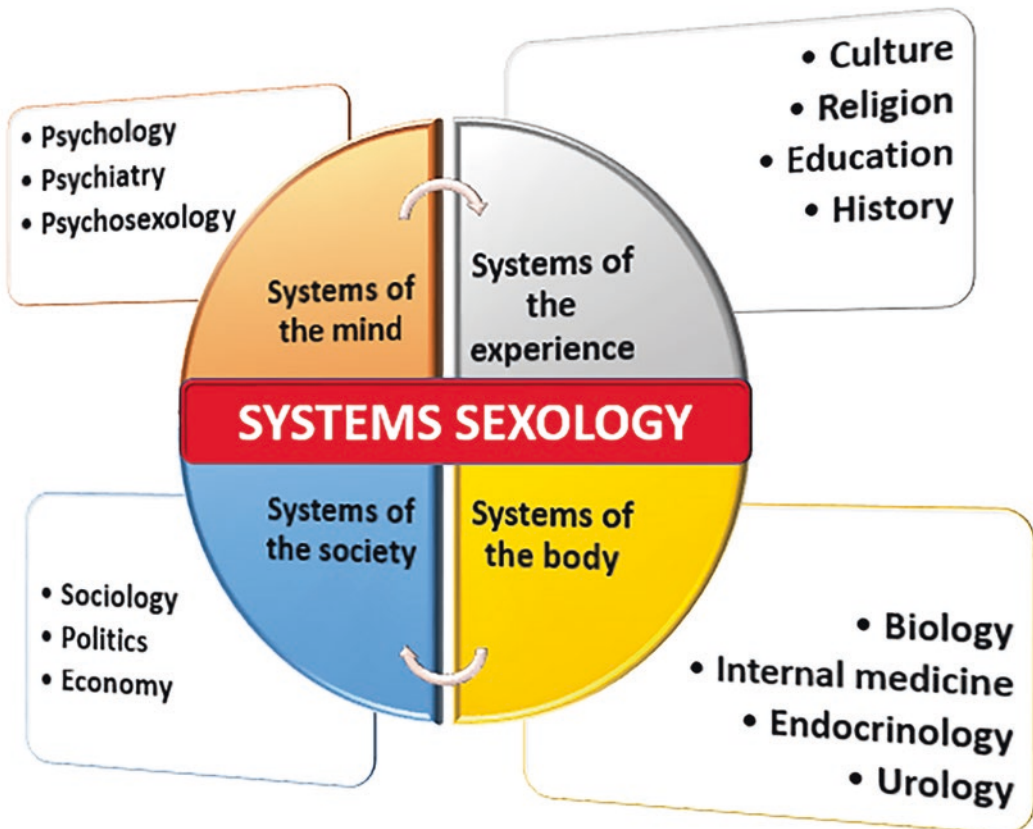 • Psychology
• Psychiatry
• Psychosexology
• Culture
• Religion
• Education
• History
Systems of
the mind
Systems of
the
experience
SYSTEMS SEXOLOGY
Systems of
the society
Systems of
the body
• Sociology
• Politics
• Economy
• Biology
• Internal medicine
• Endocrinology
• Urology